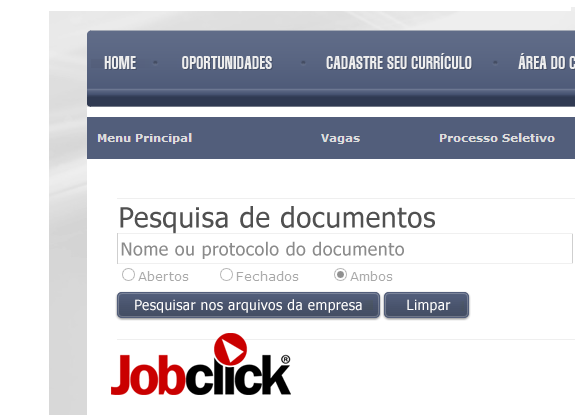 HOME OPORTUNIDADES CADASTRE SEU CURRÍCULO ÁREA DO
Menu Principal Vagas Processo Seletivo
Pesquisa de documentos
Nome ou protocolo do documento
Abertos Fechados Ambos
Pesquisar nos arquivos da empresa Limpar
Jobclick®